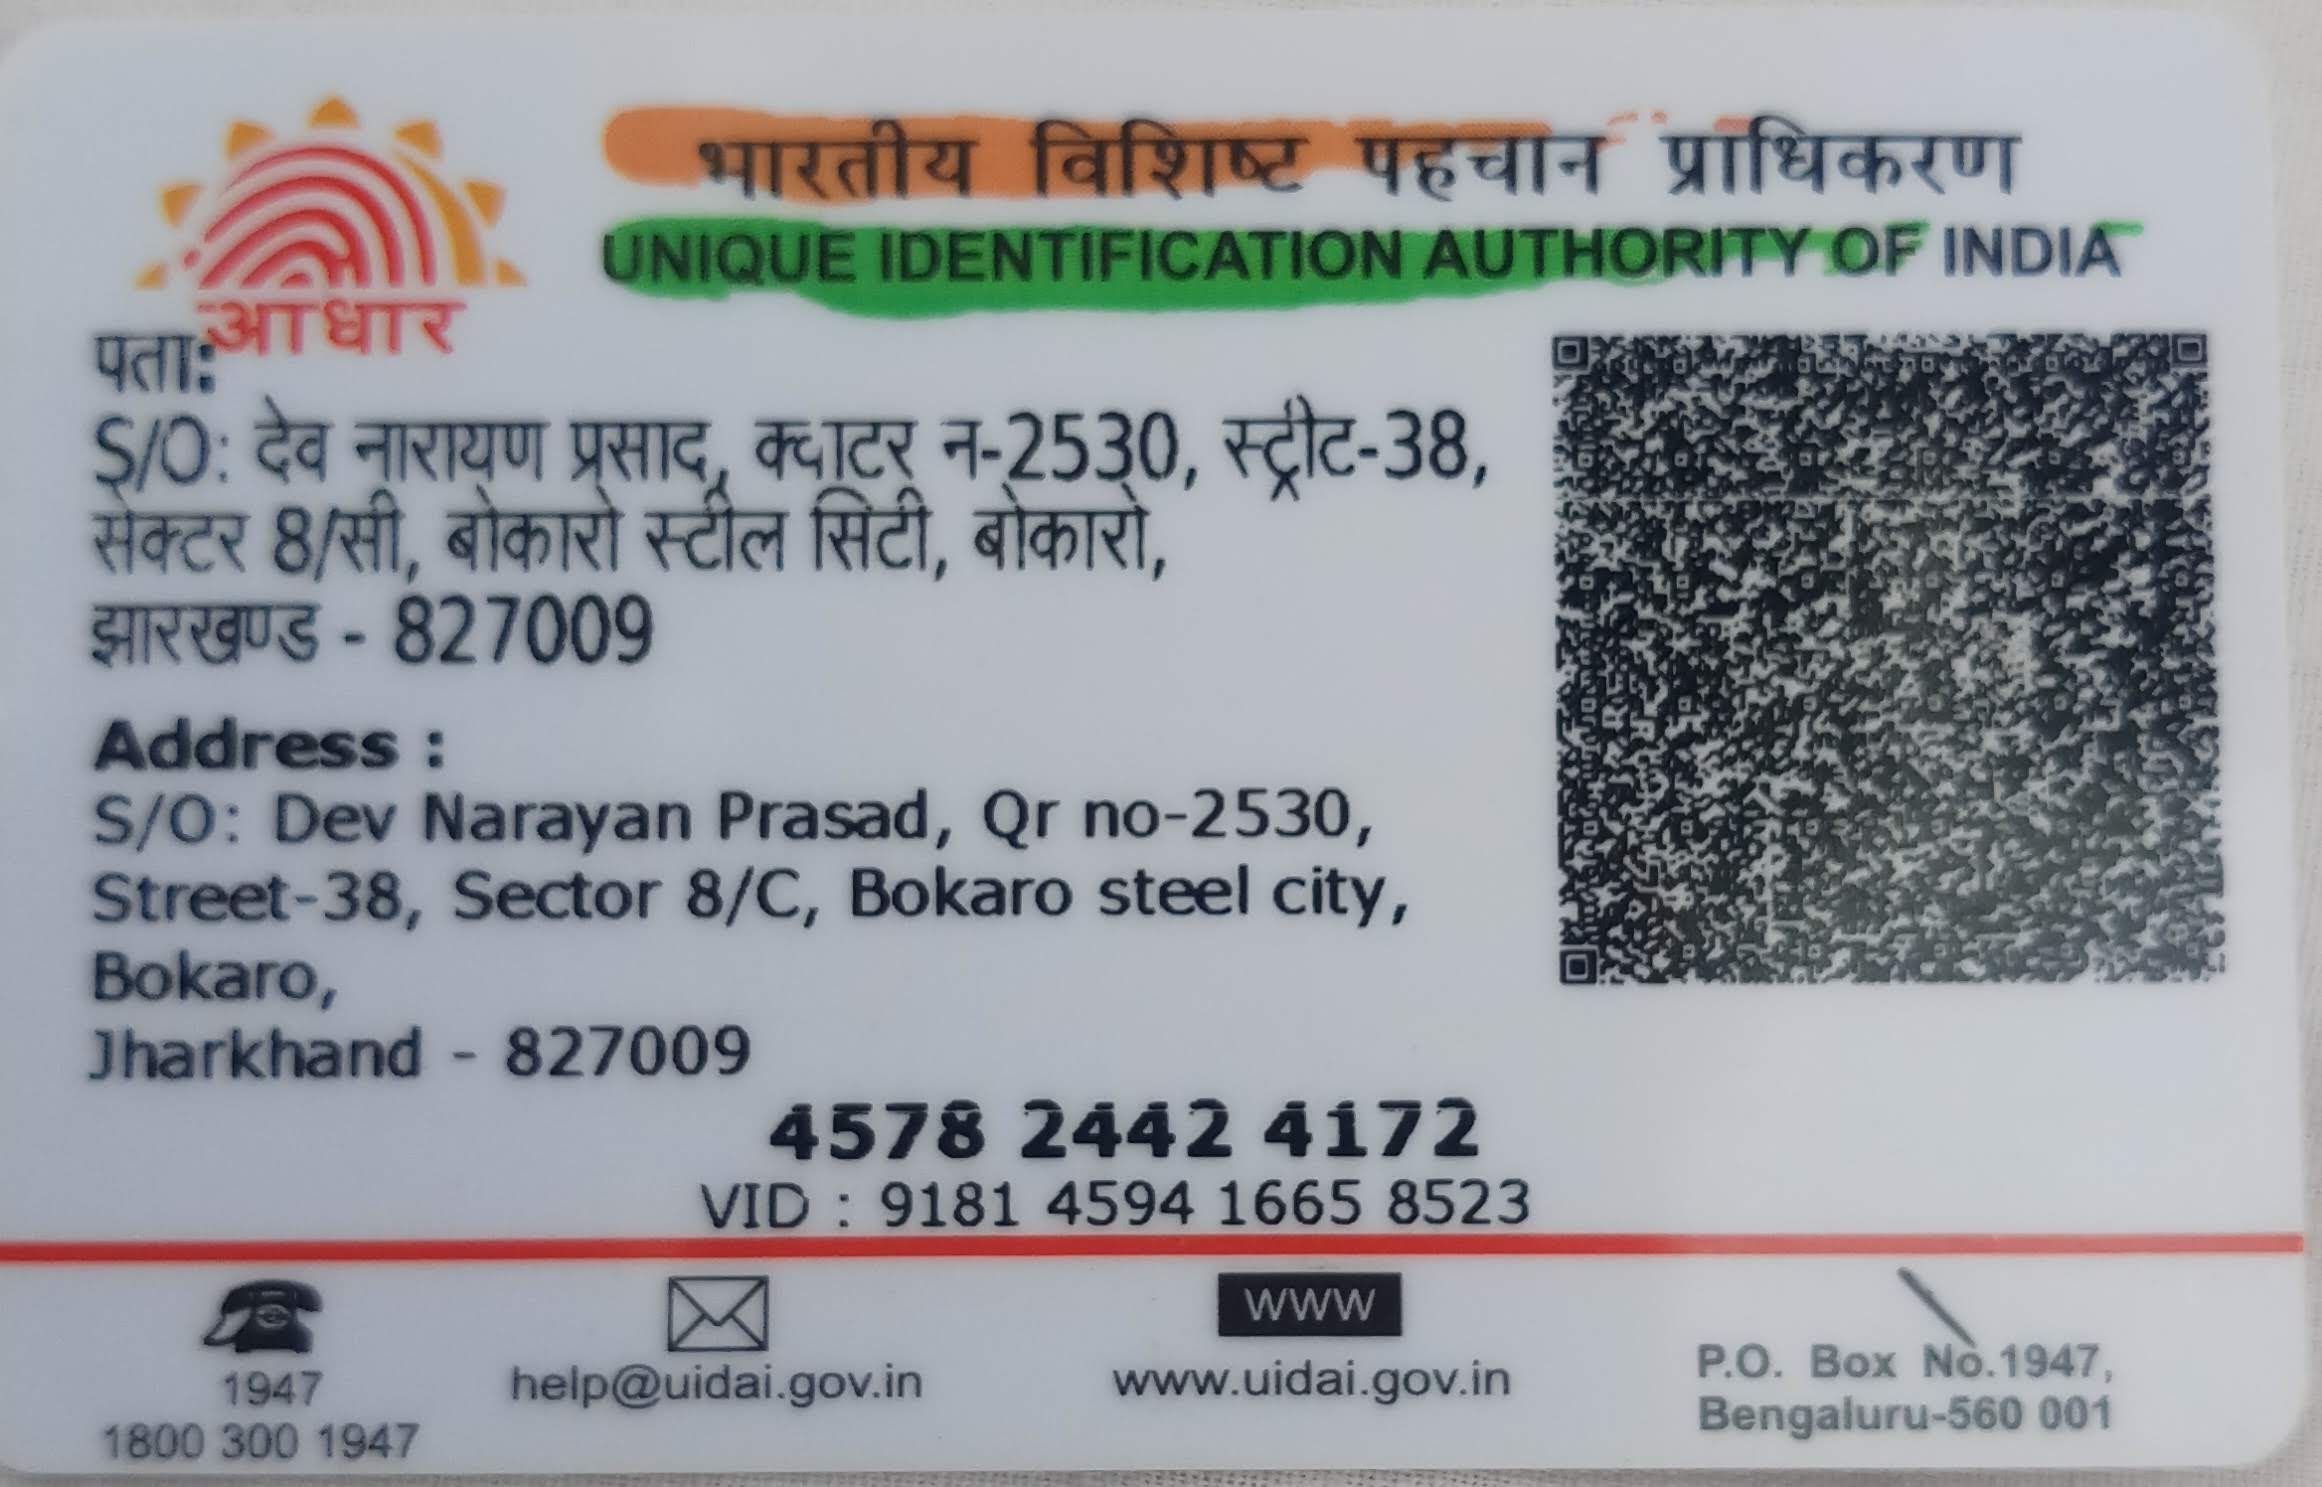 भारतीय विशिष्ट पहचान प्राधिकरण
UNIQUE IDENTIFICATION AUTHORITY OF INDIA
आधार
पता:
S/O: देव नारायण प्रसाद, क्वाटर न-2530, स्ट्रीट-38,
सेक्टर 8/सी, बोकारो स्टील सिटी, बोकारो,
झारखण्ड - 827009
Address :
S/O: Dev Narayan Prasad, Qr no-2530,
Street-38, Sector 8/C, Bokaro steel city,
Bokaro,
Jharkhand - 827009
4578 2442 4172
VID : 9181 4594 1665 8523
1947
1800 300 1947
help@uidai.gov.in
WWW
www.uidai.gov.in
P.O. Box No.1947,
Bengaluru-560 001